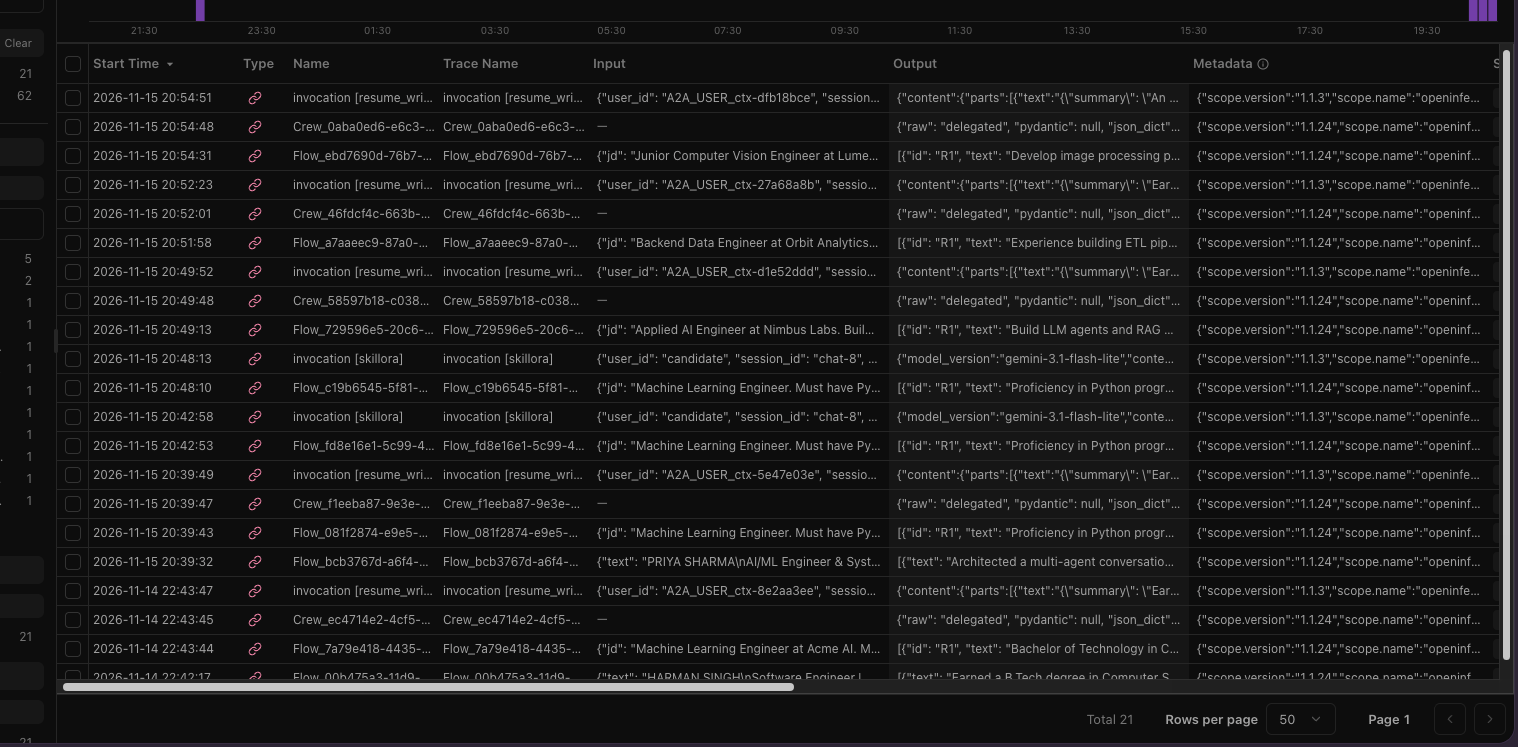 21:30 23:30 01:30 03:30 05:30 07:30 09:30 11:30 13:30 15:30 17:30 19:30
Clear
21
62
5
2
1
1
1
1
1
1
1
1
1
1
21
21
Start Time Type Name Trace Name Input Output Metadata S
2026-11-15 20:54:51 invocation [resume_wri... invocation [resume_wri... {"user_id": "A2A_USER_ctx-dfb18bce", "session... {"content":{"parts":[{"text":"{\"summary\": \"An ... {"scope.version":"1.1.3","scope.name":"openinfe...
2026-11-15 20:54:48 Crew_0aba0ed6-e6c3-... Crew_0aba0ed6-e6c3-... — {"raw": "delegated", "pydantic": null, "json_dict"... {"scope.version":"1.1.24","scope.name":"openinf...
2026-11-15 20:54:31 Flow_ebd7690d-76b7-... Flow_ebd7690d-76b7-... {"jd": "Junior Computer Vision Engineer at Lume... [{"id": "R1", "text": "Develop image processing p... {"scope.version":"1.1.24","scope.name":"openinf...
2026-11-15 20:52:23 invocation [resume_wri... invocation [resume_wri... {"user_id": "A2A_USER_ctx-27a68a8b", "sessio... {"content":{"parts":[{"text":"{\"summary\": \"Ear... {"scope.version":"1.1.3","scope.name":"openinfe...
2026-11-15 20:52:01 Crew_46fdcf4c-663b-... Crew_46fdcf4c-663b-... — {"raw": "delegated", "pydantic": null, "json_dict"... {"scope.version":"1.1.24","scope.name":"openinf...
2026-11-15 20:51:58 Flow_a7aaeec9-87a0-... Flow_a7aaeec9-87a0-... {"jd": "Backend Data Engineer at Orbit Analytics... [{"id": "R1", "text": "Experience building ETL pip... {"scope.version":"1.1.24","scope.name":"openinf...
2026-11-15 20:49:52 invocation [resume_wri... invocation [resume_wri... {"user_id": "A2A_USER_ctx-d1e52ddd", "sessio... {"content":{"parts":[{"text":"{\"summary\": \"Ear... {"scope.version":"1.1.3","scope.name":"openinfe...
2026-11-15 20:49:48 Crew_58597b18-c038... Crew_58597b18-c038... — {"raw": "delegated", "pydantic": null, "json_dict"... {"scope.version":"1.1.24","scope.name":"openinf...
2026-11-15 20:49:13 Flow_729596e5-20c6-... Flow_729596e5-20c6-... {"jd": "Applied AI Engineer at Nimbus Labs. Buil... [{"id": "R1", "text": "Build LLM agents and RAG ... {"scope.version":"1.1.24","scope.name":"openinf...
2026-11-15 20:48:13 invocation [skillora] invocation [skillora] {"user_id": "candidate", "session_id": "chat-8", ... {"model_version":"gemini-3.1-flash-lite","conte... {"scope.version":"1.1.3","scope.name":"openinfe...
2026-11-15 20:48:10 Flow_c19b6545-5f81-... Flow_c19b6545-5f81-... {"jd": "Machine Learning Engineer. Must have Py... [{"id": "R1", "text": "Proficiency in Python progr... {"scope.version":"1.1.24","scope.name":"openinf...
2026-11-15 20:42:58 invocation [skillora] invocation [skillora] {"user_id": "candidate", "session_id": "chat-8", ... {"model_version":"gemini-3.1-flash-lite","conte... {"scope.version":"1.1.3","scope.name":"openinfe...
2026-11-15 20:42:53 Flow_fd8e16e1-5c99-4... Flow_fd8e16e1-5c99-4... {"jd": "Machine Learning Engineer. Must have Py... [{"id": "R1", "text": "Proficiency in Python progr... {"scope.version":"1.1.24","scope.name":"openinf...
2026-11-15 20:39:49 invocation [resume_wri... invocation [resume_wri... {"user_id": "A2A_USER_ctx-5e47e03e", "sessio... {"content":{"parts":[{"text":"{\"summary\": \"Ear... {"scope.version":"1.1.3","scope.name":"openinfe...
2026-11-15 20:39:47 Crew_f1eeba87-9e3e-... Crew_f1eeba87-9e3e-... — {"raw": "delegated", "pydantic": null, "json_dict"... {"scope.version":"1.1.24","scope.name":"openinf...
2026-11-15 20:39:43 Flow_081f2874-e9e5-... Flow_081f2874-e9e5-... {"jd": "Machine Learning Engineer. Must have Py... [{"id": "R1", "text": "Proficiency in Python progr... {"scope.version":"1.1.24","scope.name":"openinf...
2026-11-15 20:39:32 Flow_bcb3767d-a6f4-... Flow_bcb3767d-a6f4-... {"text": "PRIYA SHARMA\nAI/ML Engineer & Syst... [{"text": "Architected a multi-agent conversatio... {"scope.version":"1.1.24","scope.name":"openinf...
2026-11-14 22:43:47 invocation [resume_wri... invocation [resume_wri... {"user_id": "A2A_USER_ctx-8e2aa3ee", "sessio... {"content":{"parts":[{"text":"{\"summary\": \"Ear... {"scope.version":"1.1.3","scope.name":"openinfe...
2026-11-14 22:43:45 Crew_ec4714e2-4cf5-... Crew_ec4714e2-4cf5-... — {"raw": "delegated", "pydantic": null, "json_dict"... {"scope.version":"1.1.24","scope.name":"openinf...
2026-11-14 22:43:44 Flow_7a79e418-4435-... Flow_7a79e418-4435-... {"jd": "Machine Learning Engineer at Acme AI. M... [{"id": "R1", "text": "Bachelor of Technology in C... {"scope.version":"1.1.24","scope.name":"openinf...
2026-11-14 22:42:17 Flow_00b475a3-11d9-... Flow_00b475a3-11d9-... {"text": "HARMAN SINGH\nSoftware Engineer [{"text": "Earned a B.Tech degree in Computer S... {"scope.version":"1.1.24","scope.name":"openinf...
Total 21 Rows per page 50 Page 1